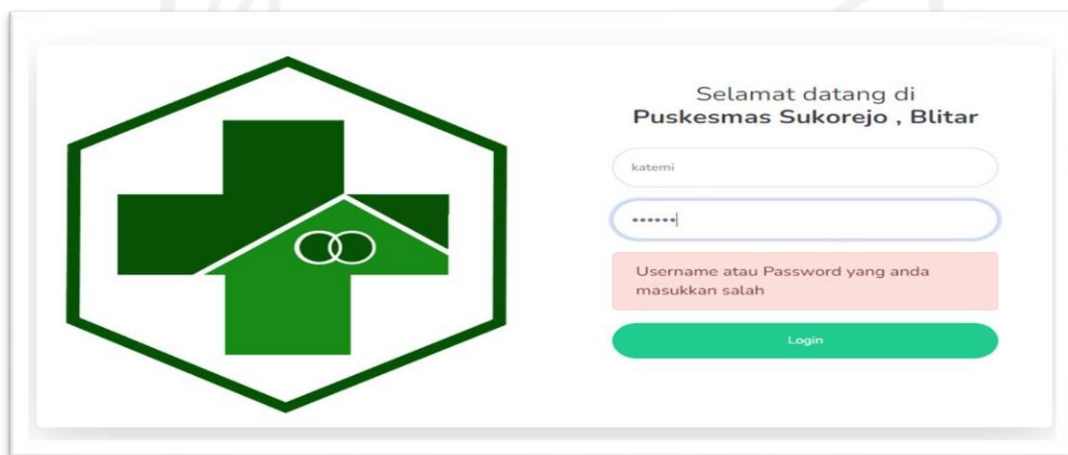 Selamat datang di
Puskesmas Sukorejo , Blitar
katemi
••••••
Username atau Password yang anda
masukkan salah
Login